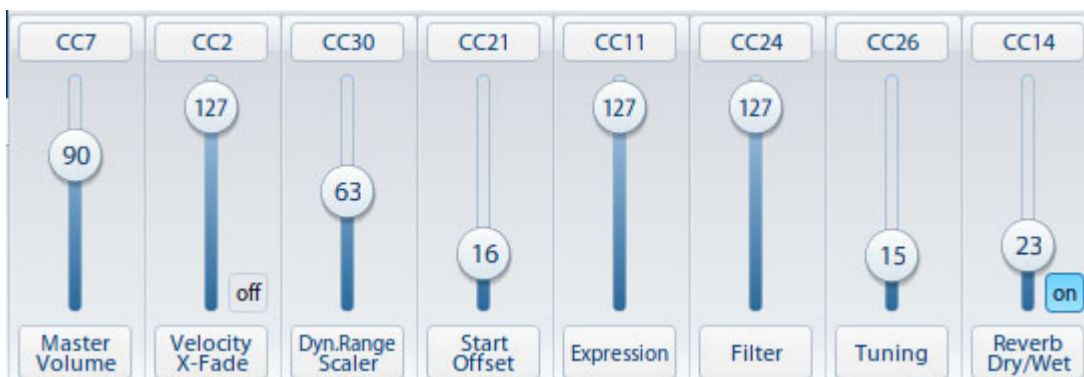 CC7 CC2 CC30 CC21 CC11 CC24 CC26 CC14
127 127 127
90
63
16 15 23
off on
Master Volume
Velocity X-Fade
Dyn.Range Scaler
Start Offset
Expression
Filter
Tuning
Reverb Dry/Wet